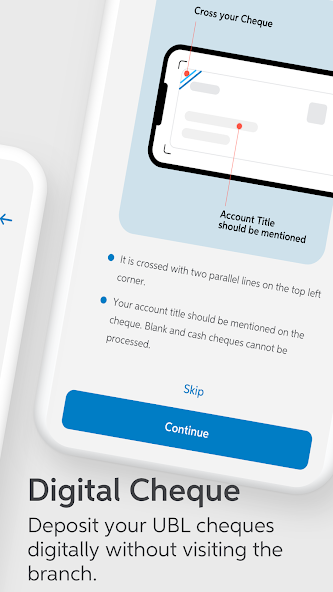 Cross your Cheque
Account Title
should be mentioned
It is crossed with two parallel lines on the top left
corner.
Your account title should be mentioned on the
cheque. Blank and cash cheques cannot be
processed.
Skip
Continue
Digital Cheque
Deposit your UBL cheques
digitally without visiting the
branch.